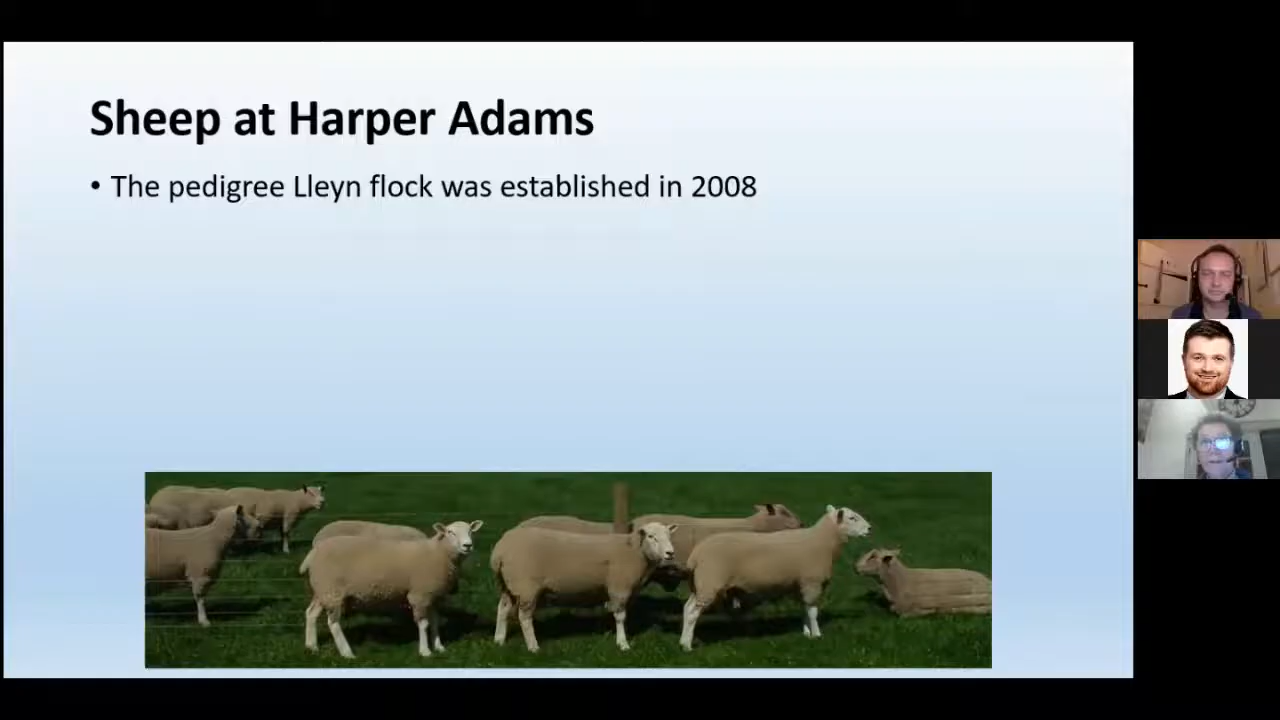 Sheep at Harper Adams
• The pedigree Lleyn flock was established in 2008